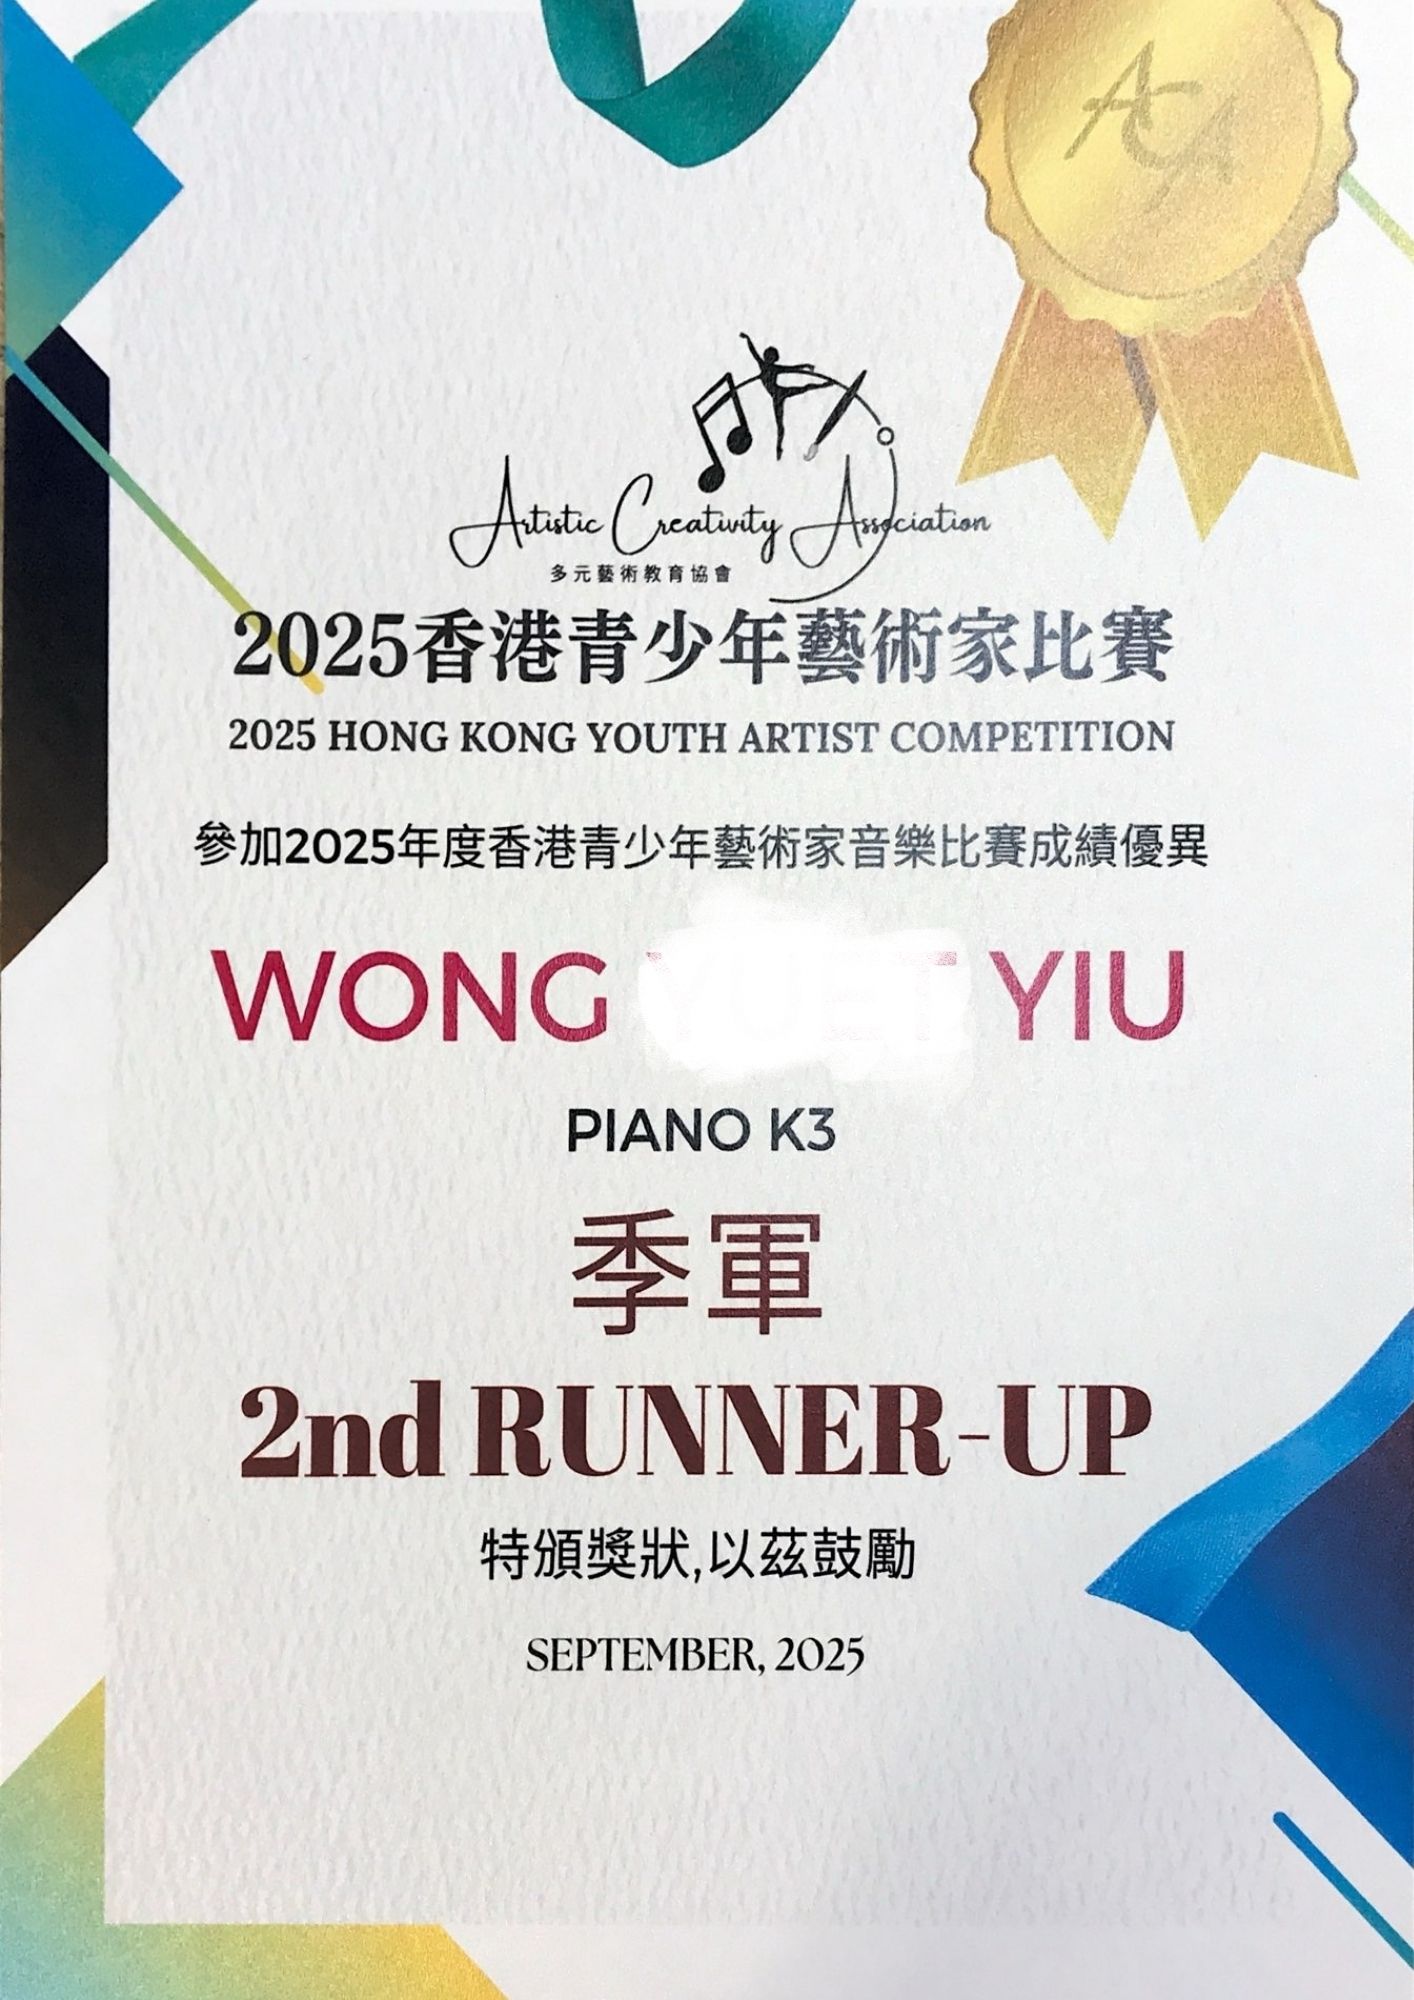 ACA
Artistic Creativity Association
多元藝術教育協會
2025香港青少年藝術家比賽
2025 HONG KONG YOUTH ARTIST COMPETITION
參加2025年度香港青少年藝術家音樂比賽成績優異
WONG YIU
PIANO K3
季軍
2nd RUNNER-UP
特頒獎狀,以茲鼓勵
SEPTEMBER, 2025